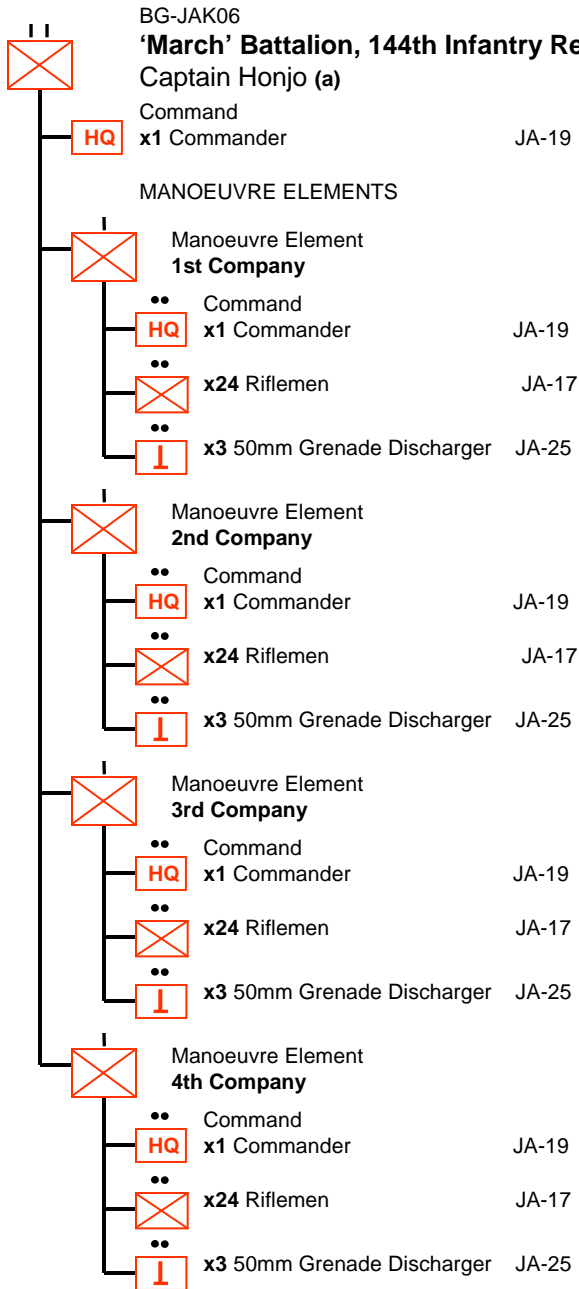 BG-JAK06
‘March’ Battalion, 144th Infantry Re
Captain Honjo (a)
Command
HQ x1 Commander JA-19
MANOEUVRE ELEMENTS
Manoeuvre Element
1st Company
Command
HQ x1 Commander JA-19
x24 Riflemen JA-17
x3 50mm Grenade Discharger JA-25
Manoeuvre Element
2nd Company
Command
HQ x1 Commander JA-19
x24 Riflemen JA-17
x3 50mm Grenade Discharger JA-25
Manoeuvre Element
3rd Company
Command
HQ x1 Commander JA-19
x24 Riflemen JA-17
x3 50mm Grenade Discharger JA-25
Manoeuvre Element
4th Company
Command
HQ x1 Commander JA-19
x24 Riflemen JA-17
x3 50mm Grenade Discharger JA-25